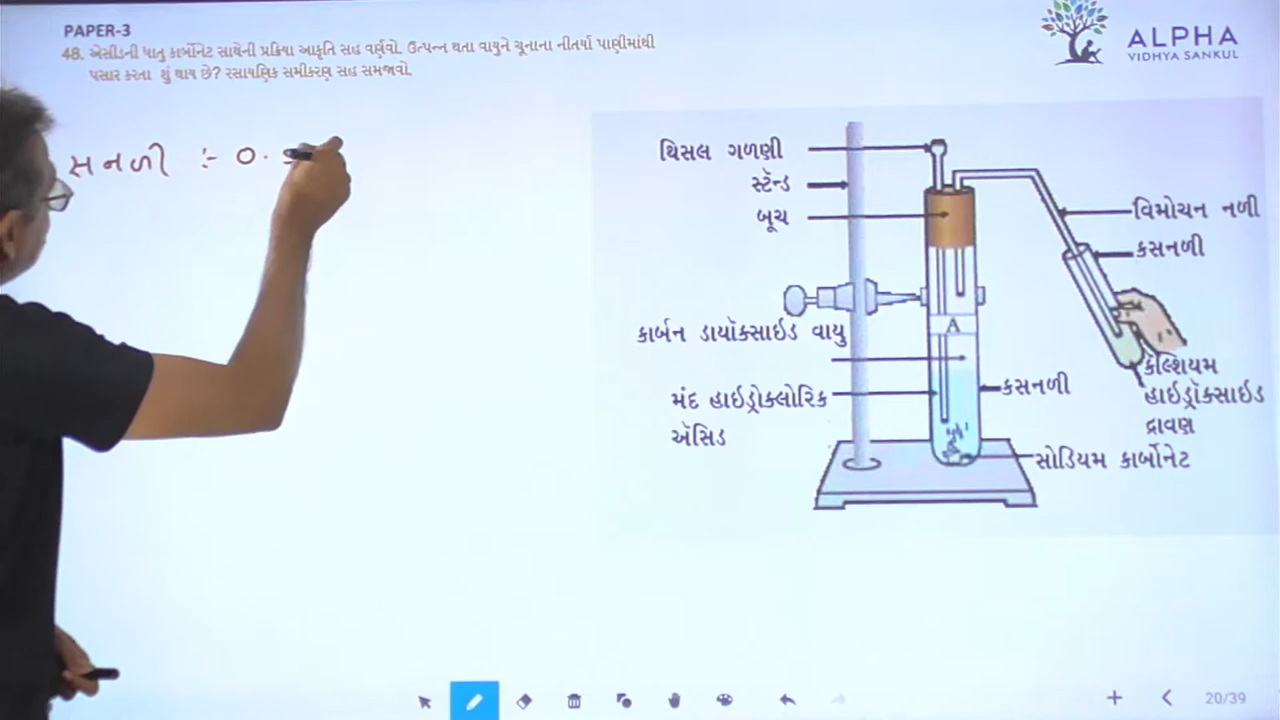 PAPER-3
48. એસીડની ધાતુ કાર્બોનેટ સાથેની પ્રક્રિયા આકૃતિ સહ વર્ણવો. ઉત્પન્ન થતા વાયુને ચૂનાના નીતર્યા પાણીમાંથી
પસાર કરતા શું થાય છે? રસાયણિક સમીકરણ સહ સમજાવો.
ALPHA
VIDHYA SANKUL
સનળી :- 0.
થિસલ ગળણી
સ્ટૅન્ડ
બૂચ
વિમોચન નળી
કસનળી
A
કાર્બન ડાયૉક્સાઇડ વાયુ
મંદ હાઇડ્રોક્લોરિક
ઍસિડ
કસનળી
કૅલ્શિયમ
હાઇડ્રૉક્સાઇડ
દ્રાવણ
સોડિયમ કાર્બોનેટ
20/39